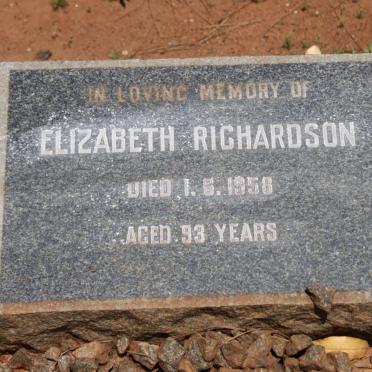 IN LOVING MEMORY OF
ELIZABETH RICHARDSON
DIED 1.6.1958
AGED 93 YEARS